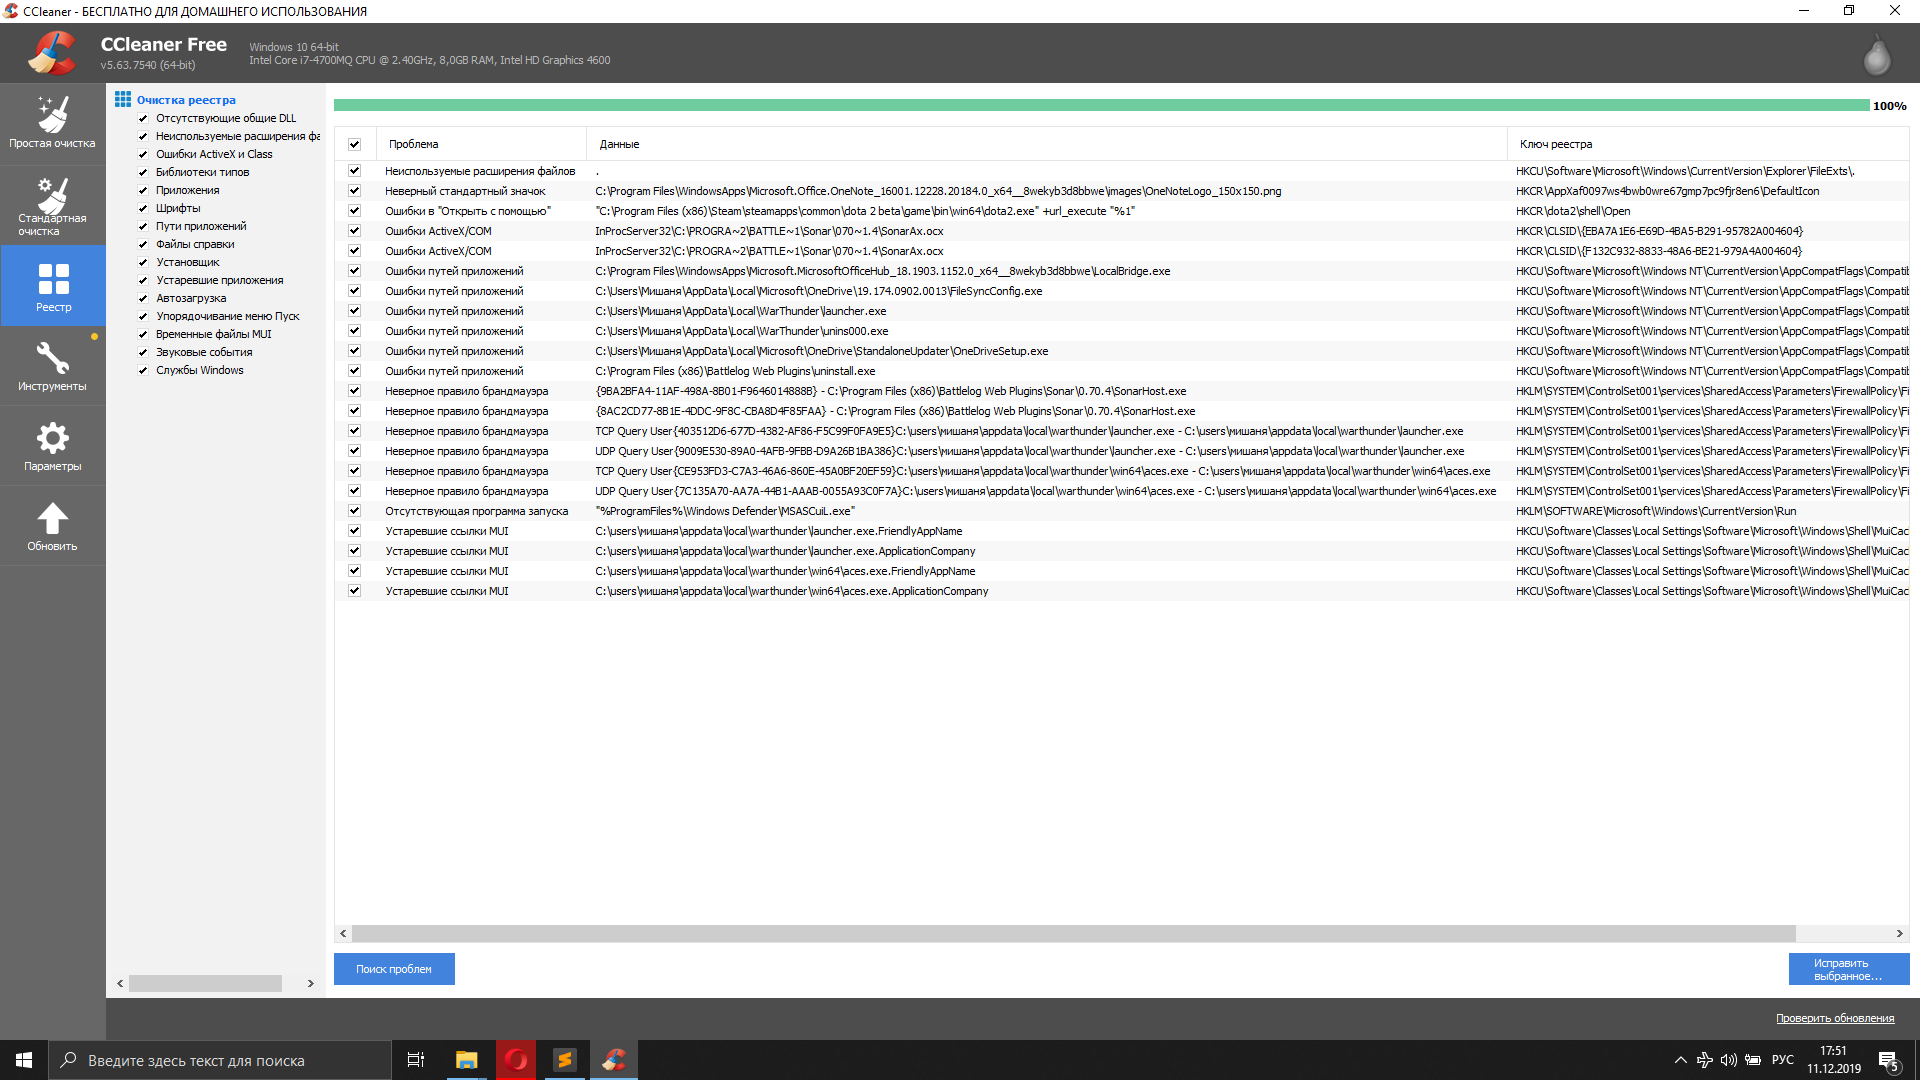 CCleaner - БЕСПЛАТНО ДЛЯ ДОМАШНЕГО ИСПОЛЬЗОВАНИЯ
CCleaner Free
v5.63.7540 (64-bit)
Windows 10 64-bit
Intel Core i7-4700MQ CPU @ 2.40GHz, 8,0GB RAM, Intel HD Graphics 4600
Простая очистка
Стандартная очистка
Реестр
Инструменты
Параметры
Обновить
Очистка реестра
Отсутствующие общие DLL
Неиспользуемые расширения фа
Ошибки ActiveX и Class
Библиотеки типов
Приложения
Шрифты
Пути приложений
Файлы справки
Установщик
Устаревшие приложения
Автозагрузка
Упорядочивание меню Пуск
Временные файлы MUI
Звуковые события
Службы Windows
100%
Проблема Данные Ключ реестра
Неиспользуемые расширения файлов . HKCU\Software\Microsoft\Windows\CurrentVersion\Explorer\FileExts\.
Неверный стандартный значок C:\Program Files\WindowsApps\Microsoft.Office.OneNote_16001.12228.20184.0_x64__8wekyb3d8bbwe\images\OneNoteLogo_150x150.png HKCR\AppXaf0097ws4bwb0wre67gmp7pc9fjr8en6\DefaultIcon
Ошибки в "Открыть с помощью" "C:\Program Files (x86)\Steam\steamapps\common\dota 2 beta\game\bin\win64\dota2.exe" +url_execute "%1" HKCR\dota2\shell\Open
Ошибки ActiveX/COM InProcServer32\C:\PROGRA~2\BATTLE~1\Sonar\070~1.4\SonarAx.ocx HKCR\CLSID\{EBA7A1E6-E69D-4BA5-B291-95782A004604}
Ошибки ActiveX/COM InProcServer32\C:\PROGRA~2\BATTLE~1\Sonar\070~1.4\SonarAx.ocx HKCR\CLSID\{F132C932-8833-48A6-BE21-979A4A004604}
Ошибки путей приложений C:\Program Files\WindowsApps\Microsoft.MicrosoftOfficeHub_18.1903.1152.0_x64__8wekyb3d8bbwe\LocalBridge.exe HKCU\Software\Microsoft\Windows NT\CurrentVersion\AppCompatFlags\Compatib
Ошибки путей приложений C:\Users\Мишаня\AppData\Local\Microsoft\OneDrive\19.174.0902.0013\FileSyncConfig.exe HKCU\Software\Microsoft\Windows NT\CurrentVersion\AppCompatFlags\Compatib
Ошибки путей приложений C:\Users\Мишаня\AppData\Local\WarThunder\launcher.exe HKCU\Software\Microsoft\Windows NT\CurrentVersion\AppCompatFlags\Compatib
Ошибки путей приложений C:\Users\Мишаня\AppData\Local\WarThunder\unins000.exe HKCU\Software\Microsoft\Windows NT\CurrentVersion\AppCompatFlags\Compatib
Ошибки путей приложений C:\Users\Мишаня\AppData\Local\Microsoft\OneDrive\StandaloneUpdater\OneDriveSetup.exe HKCU\Software\Microsoft\Windows NT\CurrentVersion\AppCompatFlags\Compatib
Ошибки путей приложений C:\Program Files (x86)\Battlelog Web Plugins\uninstall.exe HKCU\Software\Microsoft\Windows NT\CurrentVersion\AppCompatFlags\Compatib
Неверное правило брандмауэра {9BA2BFA4-11AF-498A-8B01-F9646014888B} - C:\Program Files (x86)\Battlelog Web Plugins\Sonar\0.70.4\SonarHost.exe HKLM\SYSTEM\ControlSet001\services\SharedAccess\Parameters\FirewallPolicy\Fi
Неверное правило брандмауэра {8AC2CD77-8B1E-4DDC-9F8C-CBA8D4F85FAA} - C:\Program Files (x86)\Battlelog Web Plugins\Sonar\0.70.4\SonarHost.exe HKLM\SYSTEM\ControlSet001\services\SharedAccess\Parameters\FirewallPolicy\Fi
Неверное правило брандмауэра TCP Query User{403512D6-677D-4382-AF86-F5C99F0FA9E5}C:\users\мишаня\appdata\local\warthunder\launcher.exe - C:\users\мишаня\appdata\local\warthunder\launcher.exe HKLM\SYSTEM\ControlSet001\services\SharedAccess\Parameters\FirewallPolicy\Fi
Неверное правило брандмауэра UDP Query User{9009E530-89A0-4AFB-9FBB-D9A26B1BA386}C:\users\мишаня\appdata\local\warthunder\launcher.exe - C:\users\мишаня\appdata\local\warthunder\launcher.exe HKLM\SYSTEM\ControlSet001\services\SharedAccess\Parameters\FirewallPolicy\Fi
Неверное правило брандмауэра TCP Query User{CE953FD3-C7A3-46A6-860E-45A0BF20EF59}C:\users\мишаня\appdata\local\warthunder\win64\aces.exe - C:\users\мишаня\appdata\local\warthunder\win64\aces.exe HKLM\SYSTEM\ControlSet001\services\SharedAccess\Parameters\FirewallPolicy\Fi
Неверное правило брандмауэра UDP Query User{7C135A70-AA7A-44B1-AAAB-0055A93C0F7A}C:\users\мишаня\appdata\local\warthunder\win64\aces.exe - C:\users\мишаня\appdata\local\warthunder\win64\aces.exe HKLM\SYSTEM\ControlSet001\services\SharedAccess\Parameters\FirewallPolicy\Fi
Отсутствующая программа запуска "%ProgramFiles%\Windows Defender\MSASCuiL.exe" HKLM\SOFTWARE\Microsoft\Windows\CurrentVersion\Run
Устаревшие ссылки MUI C:\users\мишаня\appdata\local\warthunder\launcher.exe.FriendlyAppName HKCU\Software\Classes\Local Settings\Software\Microsoft\Windows\Shell\MuiCac
Устаревшие ссылки MUI C:\users\мишаня\appdata\local\warthunder\launcher.exe.ApplicationCompany HKCU\Software\Classes\Local Settings\Software\Microsoft\Windows\Shell\MuiCac
Устаревшие ссылки MUI C:\users\мишаня\appdata\local\warthunder\win64\aces.exe.FriendlyAppName HKCU\Software\Classes\Local Settings\Software\Microsoft\Windows\Shell\MuiCac
Устаревшие ссылки MUI C:\users\мишаня\appdata\local\warthunder\win64\aces.exe.ApplicationCompany HKCU\Software\Classes\Local Settings\Software\Microsoft\Windows\Shell\MuiCac
Поиск проблем
Исправить
выбранное...
Проверить обновления
Введите здесь текст для поиска
РУС
17:51
11.12.2019
5